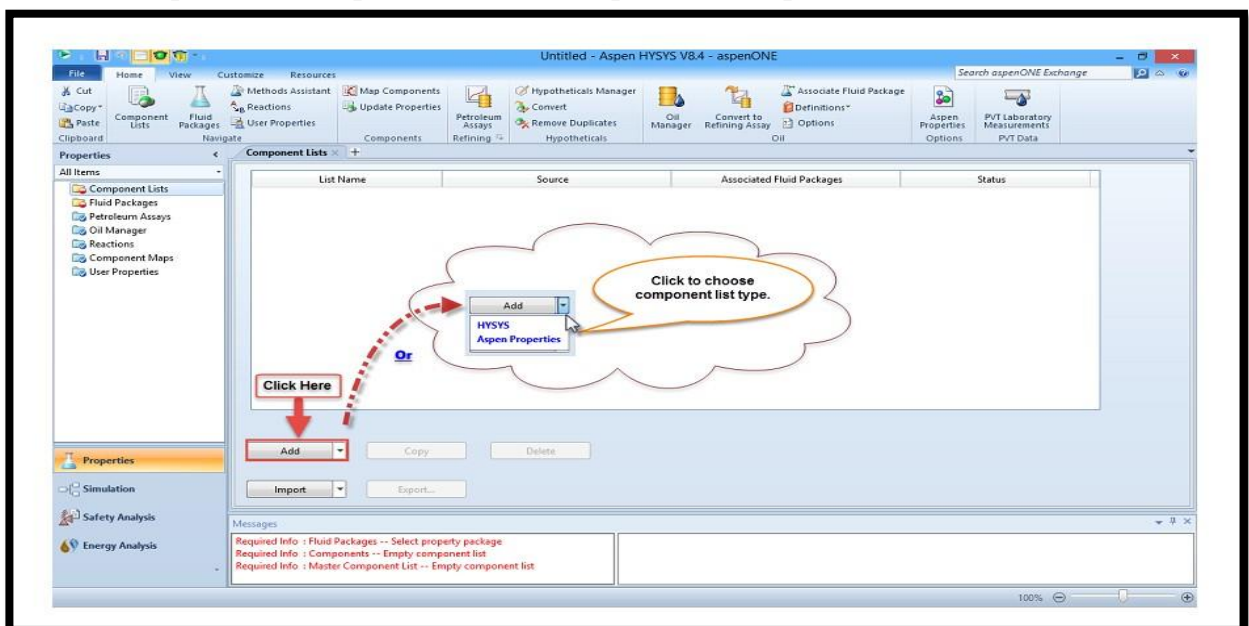 Untitled - Aspen HYSYS V8.4 - aspenONE
File Home View Customize Resources
Search aspenONE Exchange
Cut
Copy
Paste
Clipboard
Component Lists
Fluid Packages
Methods Assistant
Reactions
User Properties
Navigate
Map Components
Update Properties
Components
Petroleum Assays
Refining
Hypotheticals Manager
Convert
Remove Duplicates
Hypotheticals
Oil Manager
Convert to Refining Assay
Associate Fluid Package
Definitions
Options
Oil
Aspen Properties
Options
PVT Laboratory Measurements
PVT Data
Properties
All Items
Component Lists
Fluid Packages
Petroleum Assays
Oil Manager
Reactions
Component Maps
User Properties
Properties
Simulation
Safety Analysis
Energy Analysis
Component Lists
List Name Source Associated Fluid Packages Status
Click to choose
component list type.
Add
HYSYS
Aspen Properties
Or
Click Here
Add Copy Delete
Import Export...
Messages
Required Info : Fluid Packages -- Select property package
Required Info : Components -- Empty component list
Required Info : Master Component List -- Empty component list
100%